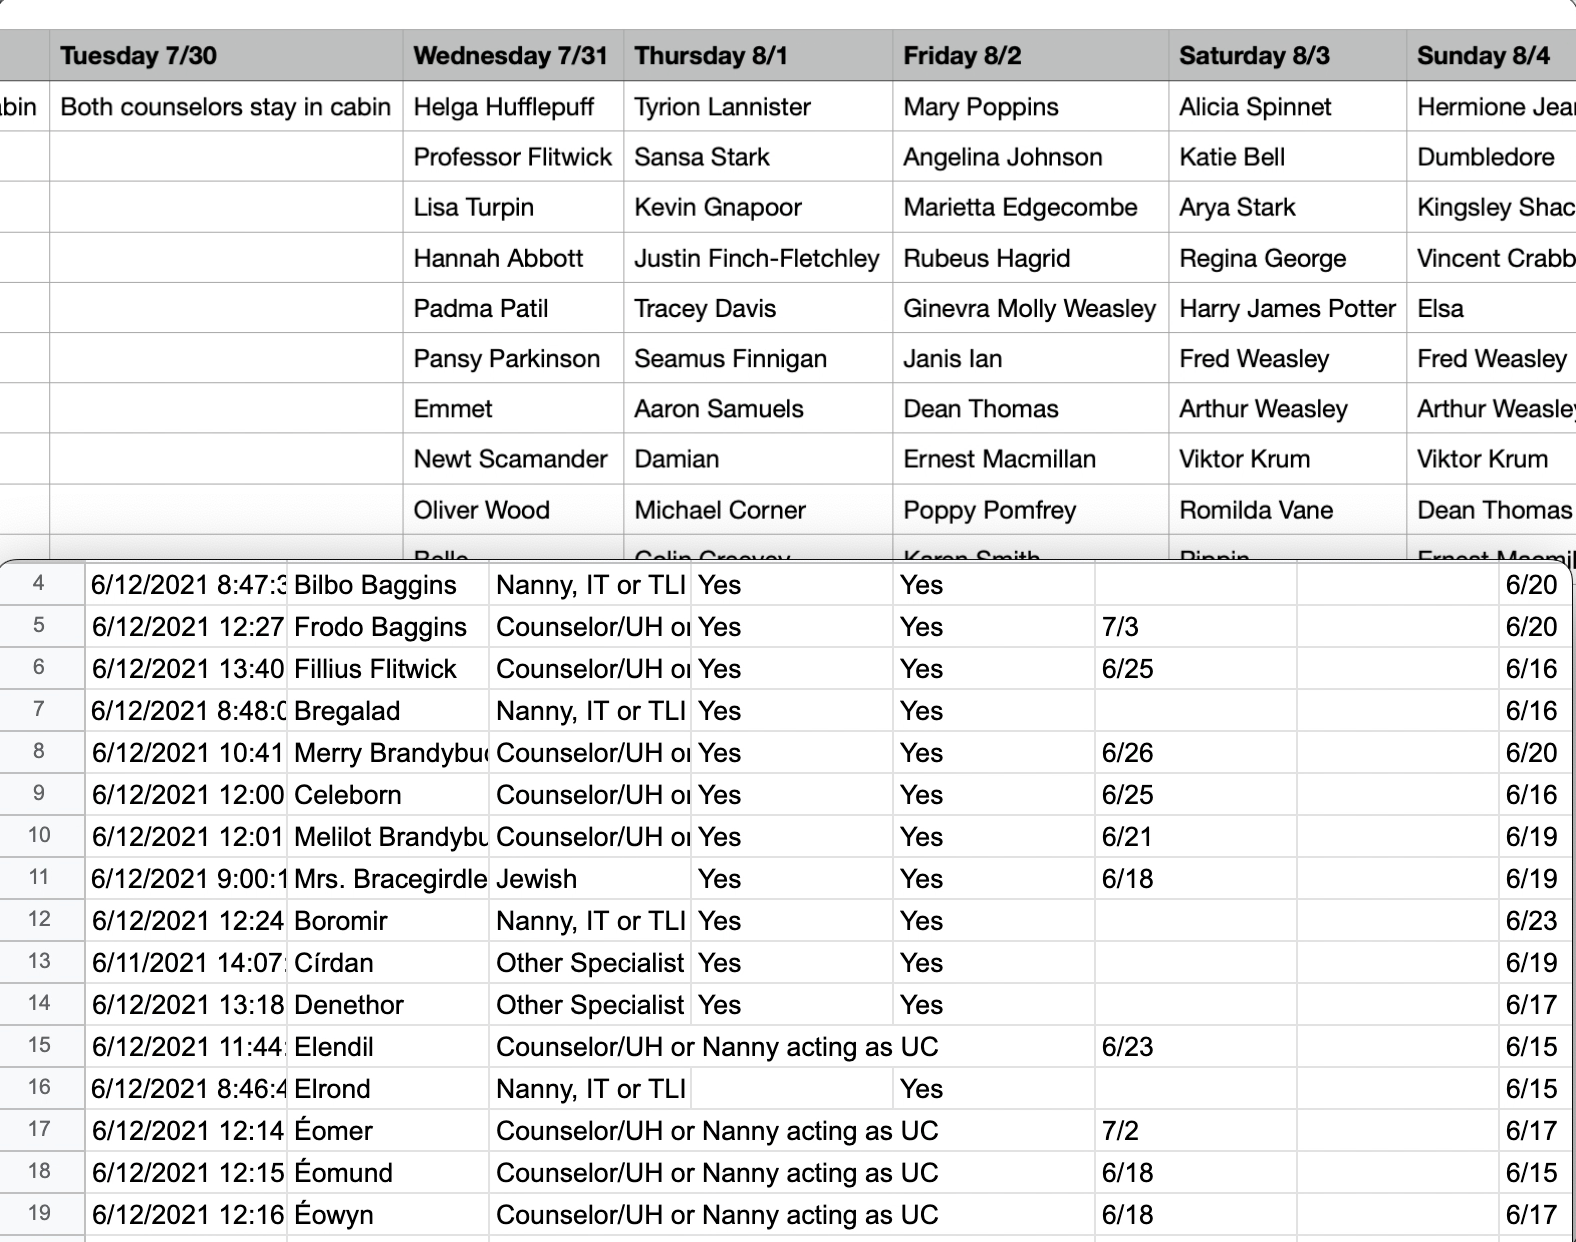 Tuesday 7/30 Wednesday 7/31 Thursday 8/1 Friday 8/2 Saturday 8/3 Sunday 8/4
bin Both counselors stay in cabin Helga Hufflepuff Tyrion Lannister Mary Poppins Alicia Spinnet Hermione Jea
Professor Flitwick Sansa Stark Angelina Johnson Katie Bell Dumbledore
Lisa Turpin Kevin Gnapoor Marietta Edgecombe Arya Stark Kingsley Shac
Hannah Abbott Justin Finch-Fletchley Rubeus Hagrid Regina George Vincent Crabb
Padma Patil Tracey Davis Ginevra Molly Weasley Harry James Potter Elsa
Pansy Parkinson Seamus Finnigan Janis Ian Fred Weasley Fred Weasley
Emmet Aaron Samuels Dean Thomas Arthur Weasley Arthur Weasley
Newt Scamander Damian Ernest Macmillan Viktor Krum Viktor Krum
Oliver Wood Michael Corner Poppy Pomfrey Romilda Vane Dean Thomas
Belle Colin Creevey Karen Smith Pippin
4 6/12/2021 8:47:3 Bilbo Baggins Nanny, IT or TLI Yes Yes 6/20
5 6/12/2021 12:27 Frodo Baggins Counselor/UH or Yes Yes 7/3 6/20
6 6/12/2021 13:40 Fillius Flitwick Counselor/UH or Yes Yes 6/25 6/16
7 6/12/2021 8:48:0 Bregalad Nanny, IT or TLI Yes Yes 6/16
8 6/12/2021 10:41 Merry Brandybuc Counselor/UH or Yes Yes 6/26 6/20
9 6/12/2021 12:00 Celeborn Counselor/UH or Yes Yes 6/25 6/16
10 6/12/2021 12:01 Melilot Brandybu Counselor/UH or Yes Yes 6/21 6/19
11 6/12/2021 9:00:1 Mrs. Bracegirdle Jewish Yes Yes 6/18 6/19
12 6/12/2021 12:24 Boromir Nanny, IT or TLI Yes Yes 6/23
13 6/11/2021 14:07: Círdan Other Specialist Yes Yes 6/19
14 6/12/2021 13:18 Denethor Other Specialist Yes Yes 6/17
15 6/12/2021 11:44: Elendil Counselor/UH or Nanny acting as UC 6/23 6/15
16 6/12/2021 8:46:4 Elrond Nanny, IT or TLI Yes 6/15
17 6/12/2021 12:14 Éomer Counselor/UH or Nanny acting as UC 7/2 6/17
18 6/12/2021 12:15 Éomund Counselor/UH or Nanny acting as UC 6/18 6/15
19 6/12/2021 12:16 Éowyn Counselor/UH or Nanny acting as UC 6/18 6/17